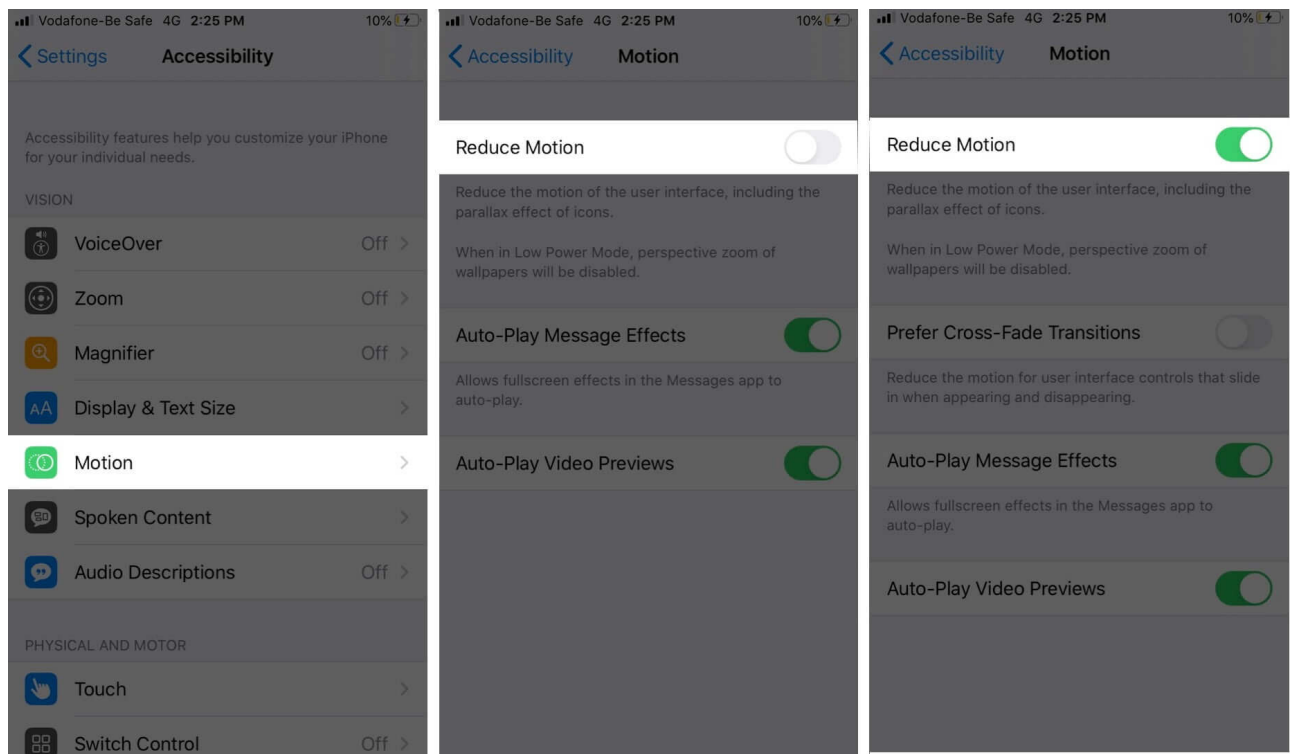 Vodafone-Be Safe 4G 2:25 PM 10%
Settings Accessibility
Accessibility features help you customize your iPhone
for your individual needs.
VISION
VoiceOver Off
Zoom Off
Magnifier Off
AA Display & Text Size
Motion
Spoken Content
Audio Descriptions Off
PHYSICAL AND MOTOR
Touch
Switch Control Off
Vodafone-Be Safe 4G 2:25 PM 10%
Accessibility Motion
Reduce Motion
Reduce the motion of the user interface, including the
parallax effect of icons.
When in Low Power Mode, perspective zoom of
wallpapers will be disabled.
Auto-Play Message Effects
Allows fullscreen effects in the Messages app to
auto-play.
Auto-Play Video Previews
Vodafone-Be Safe 4G 2:25 PM 10%
Accessibility Motion
Reduce Motion
Reduce the motion of the user interface, including the
parallax effect of icons.
When in Low Power Mode, perspective zoom of
wallpapers will be disabled.
Prefer Cross-Fade Transitions
Reduce the motion for user interface controls that slide
in when appearing and disappearing.
Auto-Play Message Effects
Allows fullscreen effects in the Messages app to
auto-play.
Auto-Play Video Previews